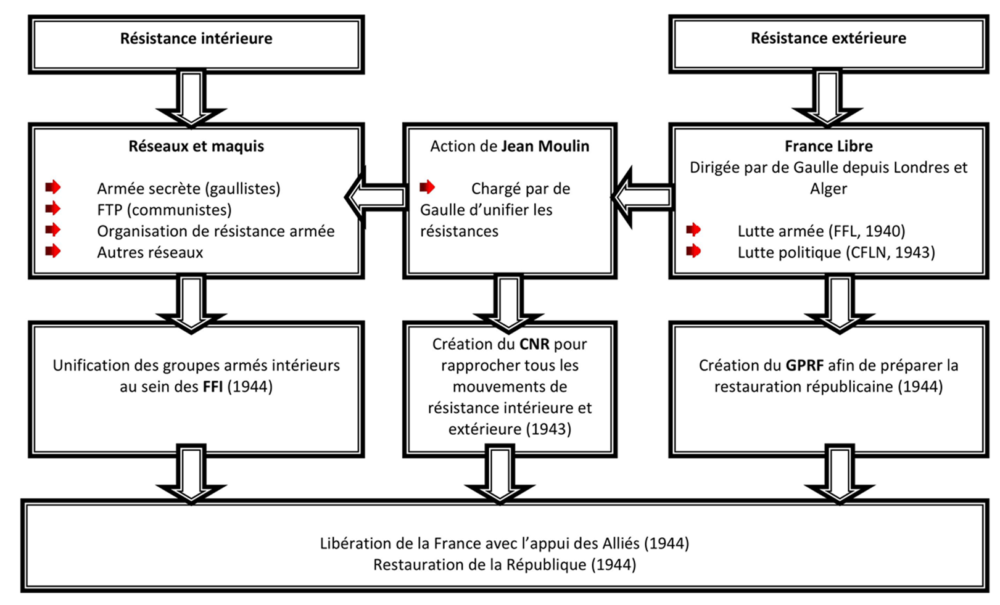 Résistance intérieure
Résistance extérieure
Réseaux et maquis
Armée secrète (gaullistes)
FTP (communistes)
Organisation de résistance armée
Autres réseaux
Action de Jean Moulin
Chargé par de
Gaulle d’unifier les
résistances
France Libre
Dirigée par de Gaulle depuis Londres et
Alger
Lutte armée (FFL, 1940)
Lutte politique (CFLN, 1943)
Unification des groupes armés intérieurs
au sein des FFI (1944)
Création du CNR pour
rapprocher tous les
mouvements de
résistance intérieure et
extérieure (1943)
Création du GPRF afin de préparer la
restauration républicaine (1944)
Libération de la France avec l’appui des Alliés (1944)
Restauration de la République (1944)